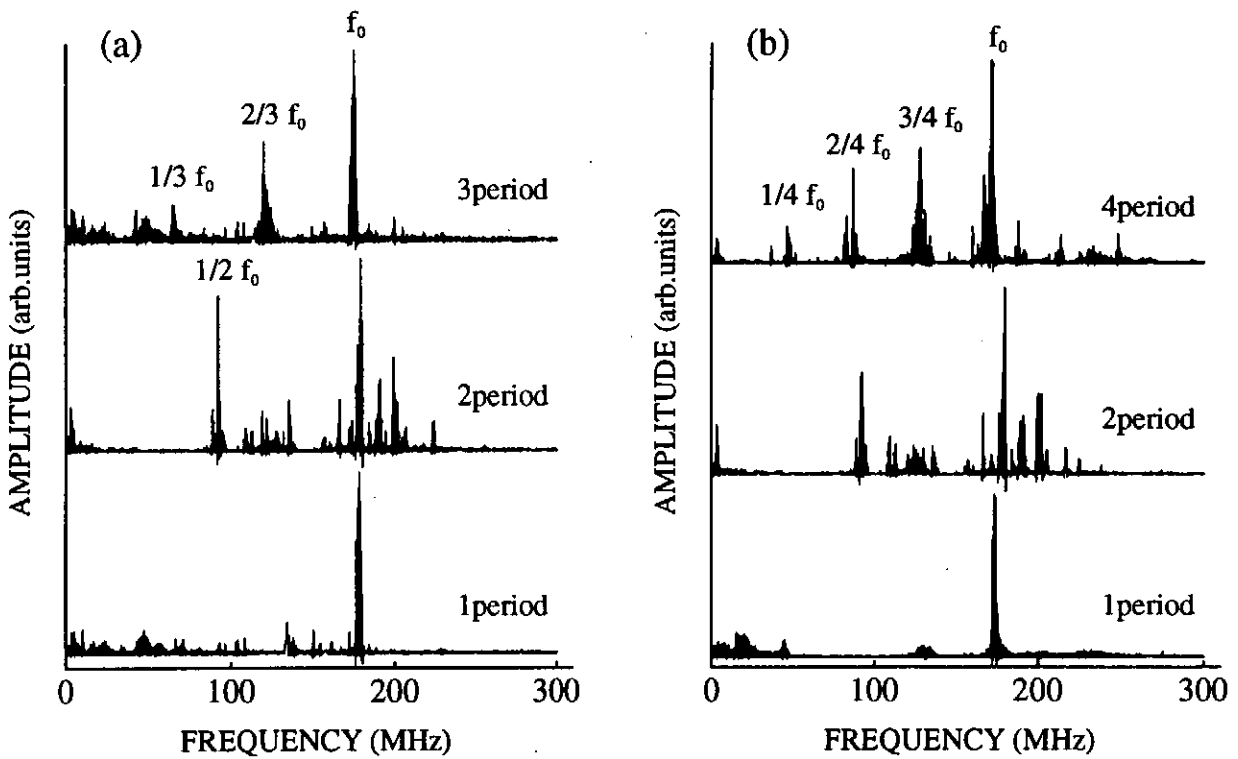 (a)
f₀
2/3 f₀
1/3 f₀
3period
1/2 f₀
2period
1period
AMPLITUDE (arb.units)
0 100 200 300
FREQUENCY (MHz)
(b)
f₀
3/4 f₀
2/4 f₀
1/4 f₀
4period
2period
1period
AMPLITUDE (arb.units)
0 100 200 300
FREQUENCY (MHz)